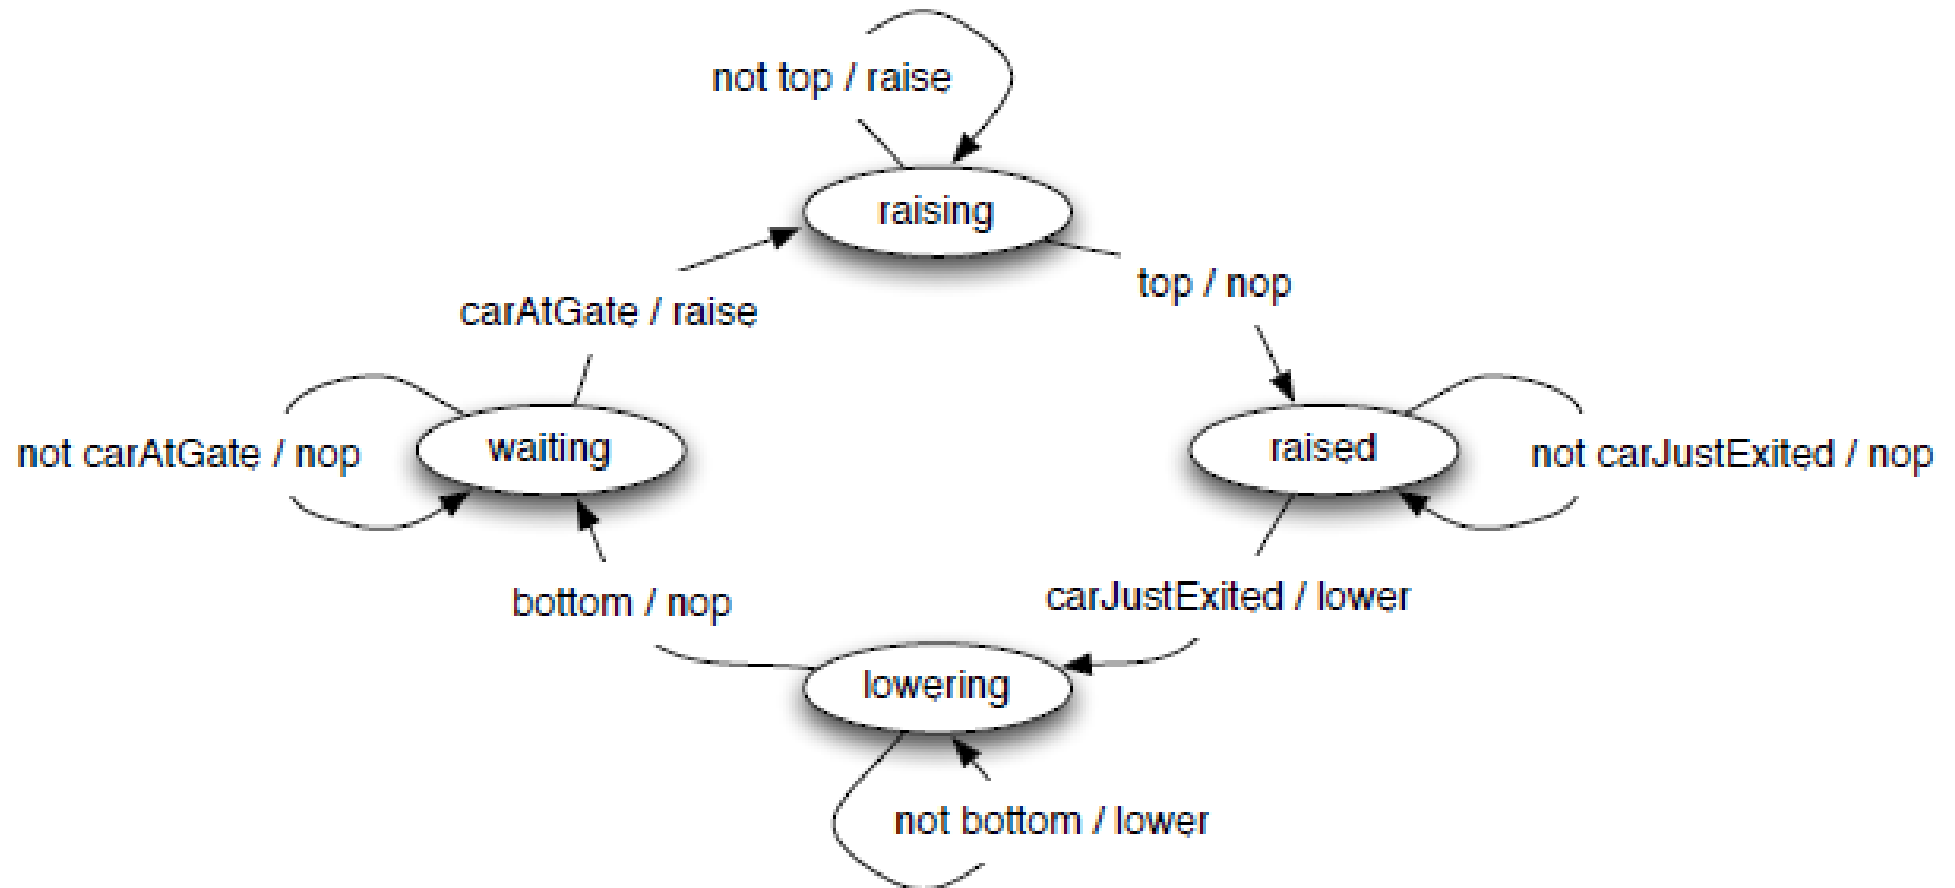 not top / raise
raising
top / nop
carAtGate / raise
not carAtGate / nop
waiting
raised
not carJustExited / nop
bottom / nop
carJustExited / lower
lowering
not bottom / lower